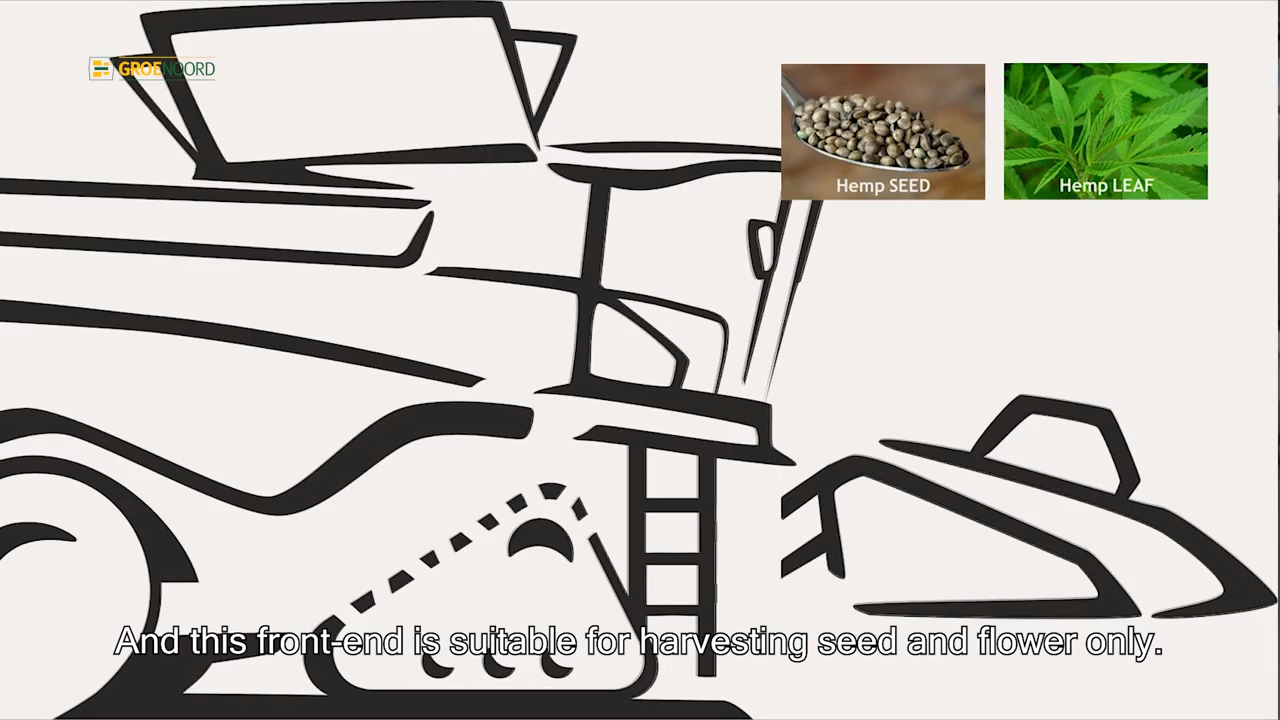 GROENOORD
Hemp SEED
Hemp LEAF
And this front-end is suitable for harvesting seed and flower only.